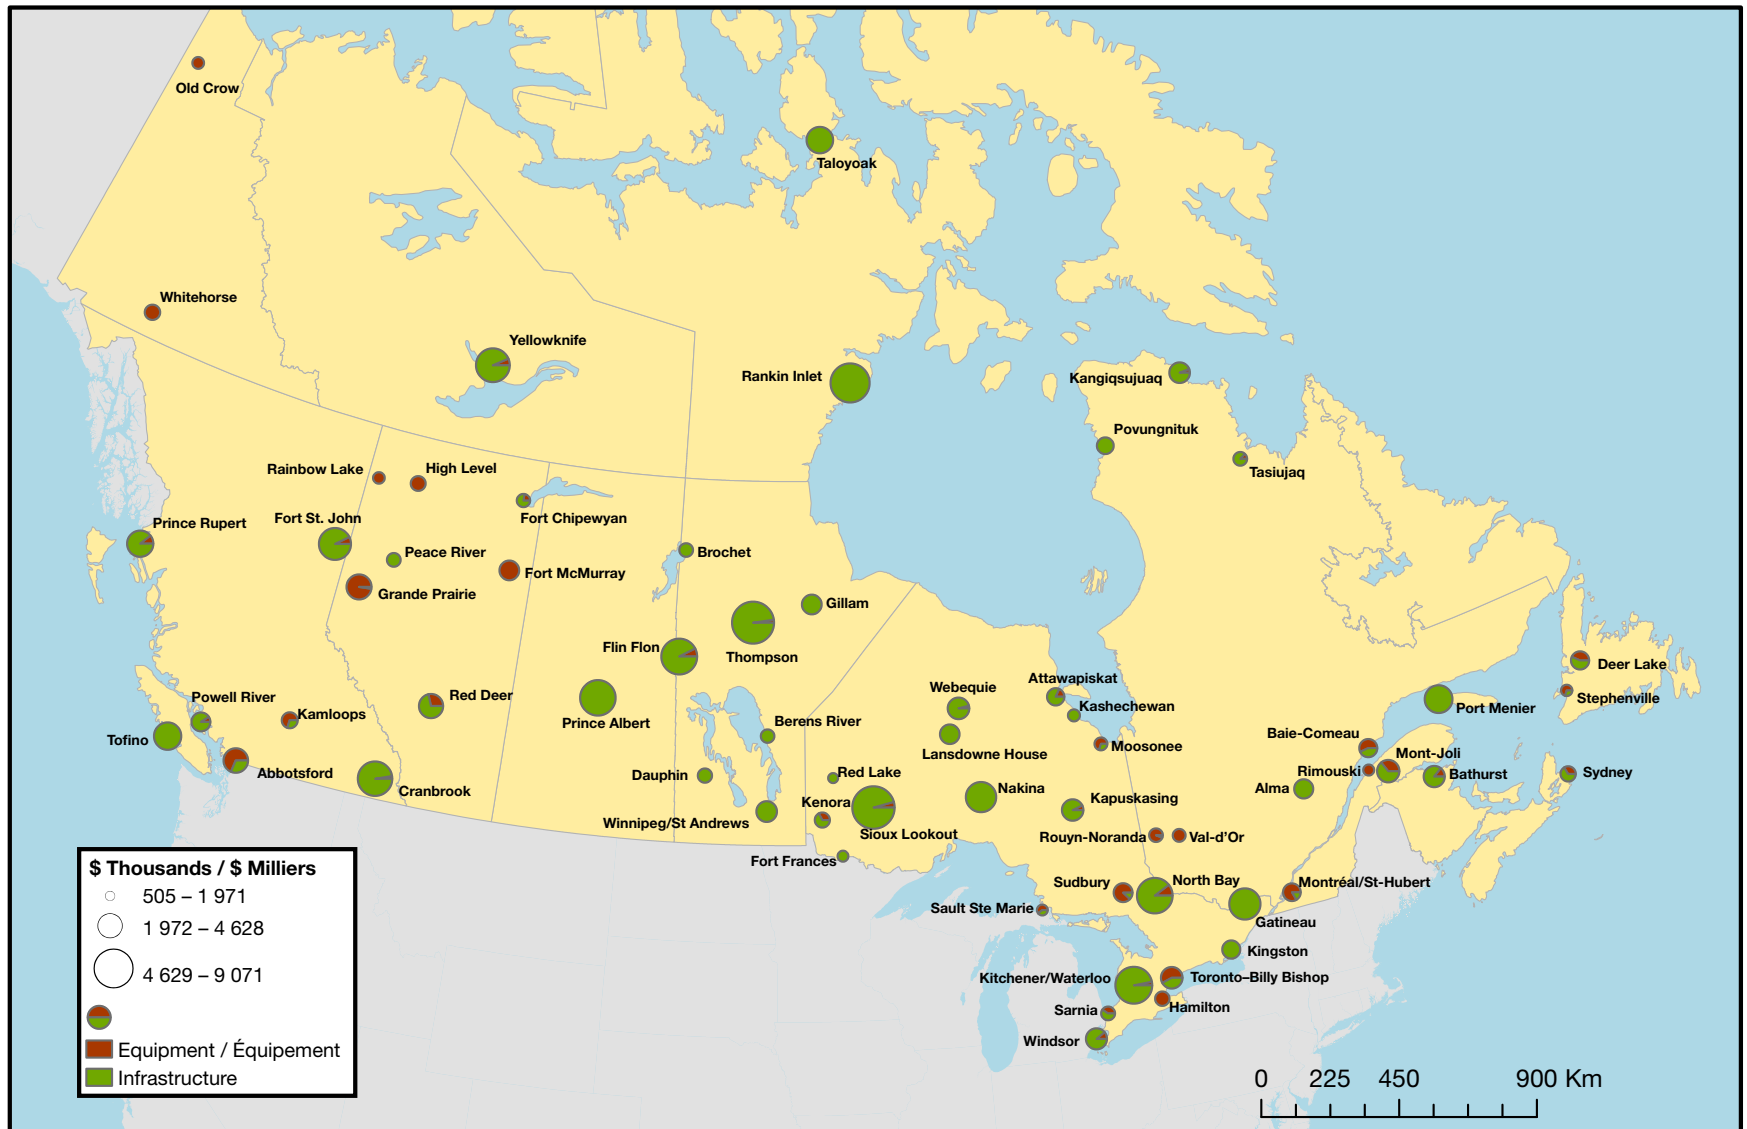 Old Crow
Taloyoak
Whitehorse
Yellowknife
Rankin Inlet
Kangiqsujuaq
Povungnituk
Tasiujaq
Rainbow Lake
High Level
Fort Chipewyan
Prince Rupert
Fort St. John
Peace River
Brochet
Fort McMurray
Grande Prairie
Gillam
Flin Flon
Thompson
Deer Lake
Attawapiskat
Webequie
Powell River
Red Deer
Stephenville
Kashechewan
Port Menier
Kamloops
Prince Albert
Berens River
Tofino
Baie-Comeau
Moosonee
Lansdowne House
Mont-Joli
Abbotsford
Dauphin
Red Lake
Rimouski
Bathurst
Sydney
Cranbrook
Nakina
Alma
Kapuskasing
Kenora
Winnipeg/St Andrews
Sioux Lookout
Rouyn-Noranda
Val-d’Or
Fort Frances
$ Thousands / $ Milliers
505 – 1 971
1 972 – 4 628
4 629 – 9 071
Equipment / Équipement
Infrastructure
Sudbury
North Bay
Montréal/St-Hubert
Sault Ste Marie
Gatineau
Kingston
Kitchener/Waterloo
Toronto–Billy Bishop
Hamilton
Sarnia
Windsor
0 225 450 900 Km